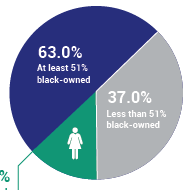 63.0%
At least 51%
black-owned
37.0%
Less than 51%
black-owned
%